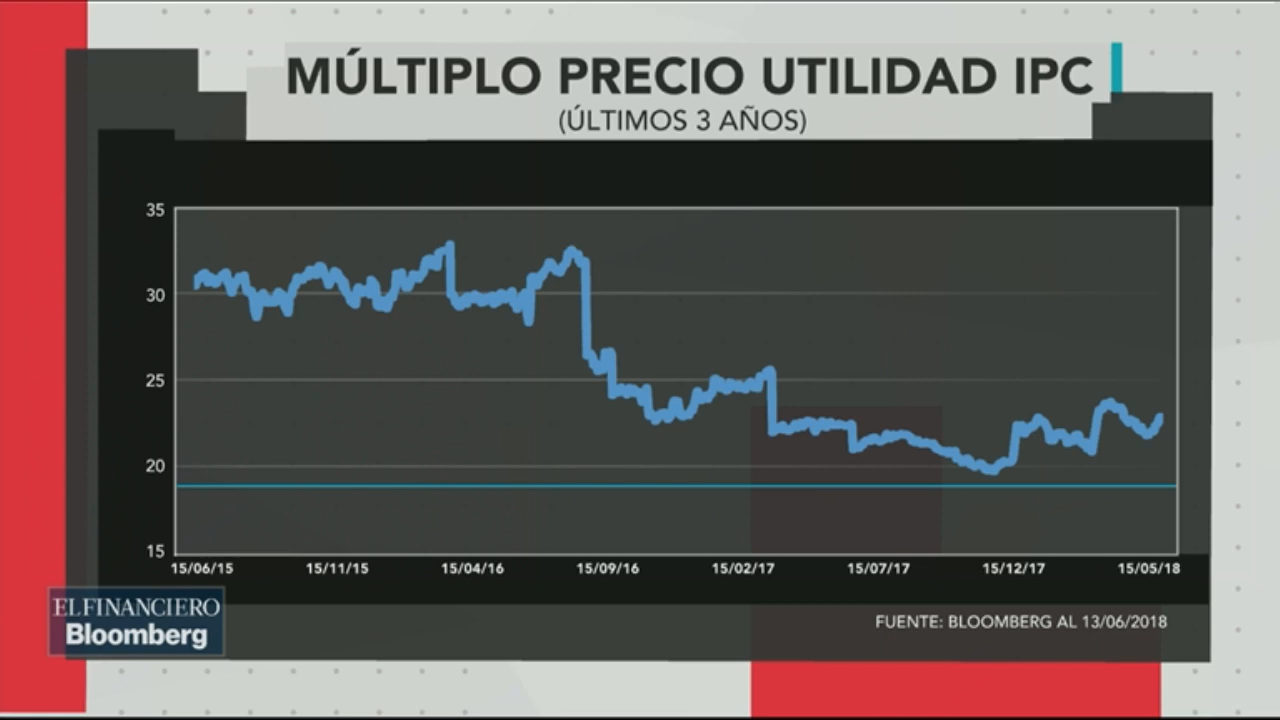 MÚLTIPLO PRECIO UTILIDAD IPC
(ÚLTIMOS 3 AÑOS)
35
30
25
20
15
15/06/15 15/11/15 15/04/16 15/09/16 15/02/17 15/07/17 15/12/17 15/05/18
EL FINANCIERO
Bloomberg
FUENTE: BLOOMBERG AL 13/06/2018